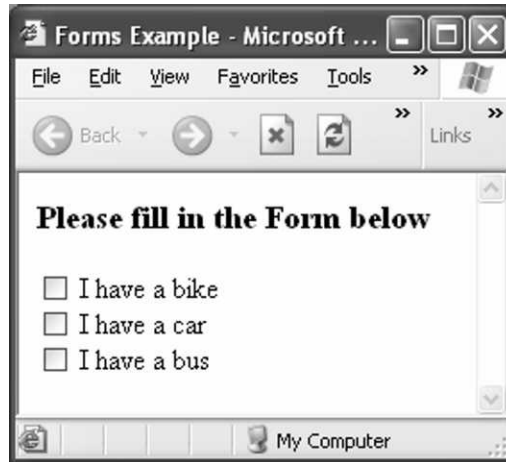 Forms Example - Microsoft ...
File Edit View Favorites Tools »
Back » Links »
Please fill in the Form below
I have a bike
I have a car
I have a bus
My Computer